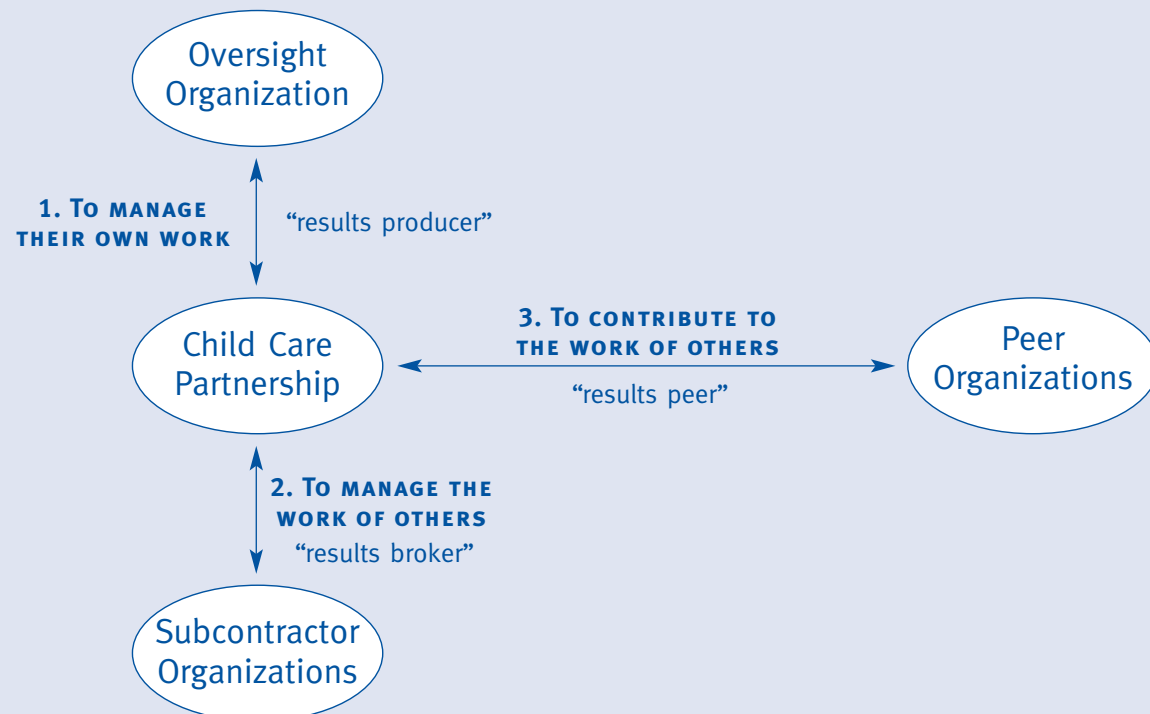 Oversight
Organization
1. To manage
their own work
“results producer”
Child Care
Partnership
3. To contribute to
the work of others
“results peer”
Peer
Organizations
2. To manage the
work of others
“results broker”
Subcontractor
Organizations